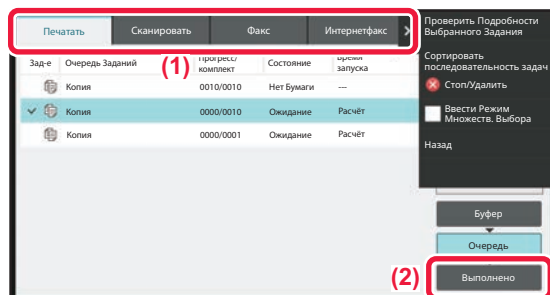 Печатать
Сканировать
Факс
Интернетфакс
Зад-е
Очередь Заданий
(1)
Прогресс/
комплект
Состояние
Время
запуска
Копия
0010/0010
Нет Бумаги
---
Копия
0000/0010
Ожидание
Расчёт
Копия
0000/0001
Ожидание
Расчёт
Проверить Подробности
Выбранного Задания
Сортировать
последовательность задач
Стоп/Удалить
Ввести Режим
Множеств. Выбора
Назад
Буфер
Очередь
(2)
Выполнено